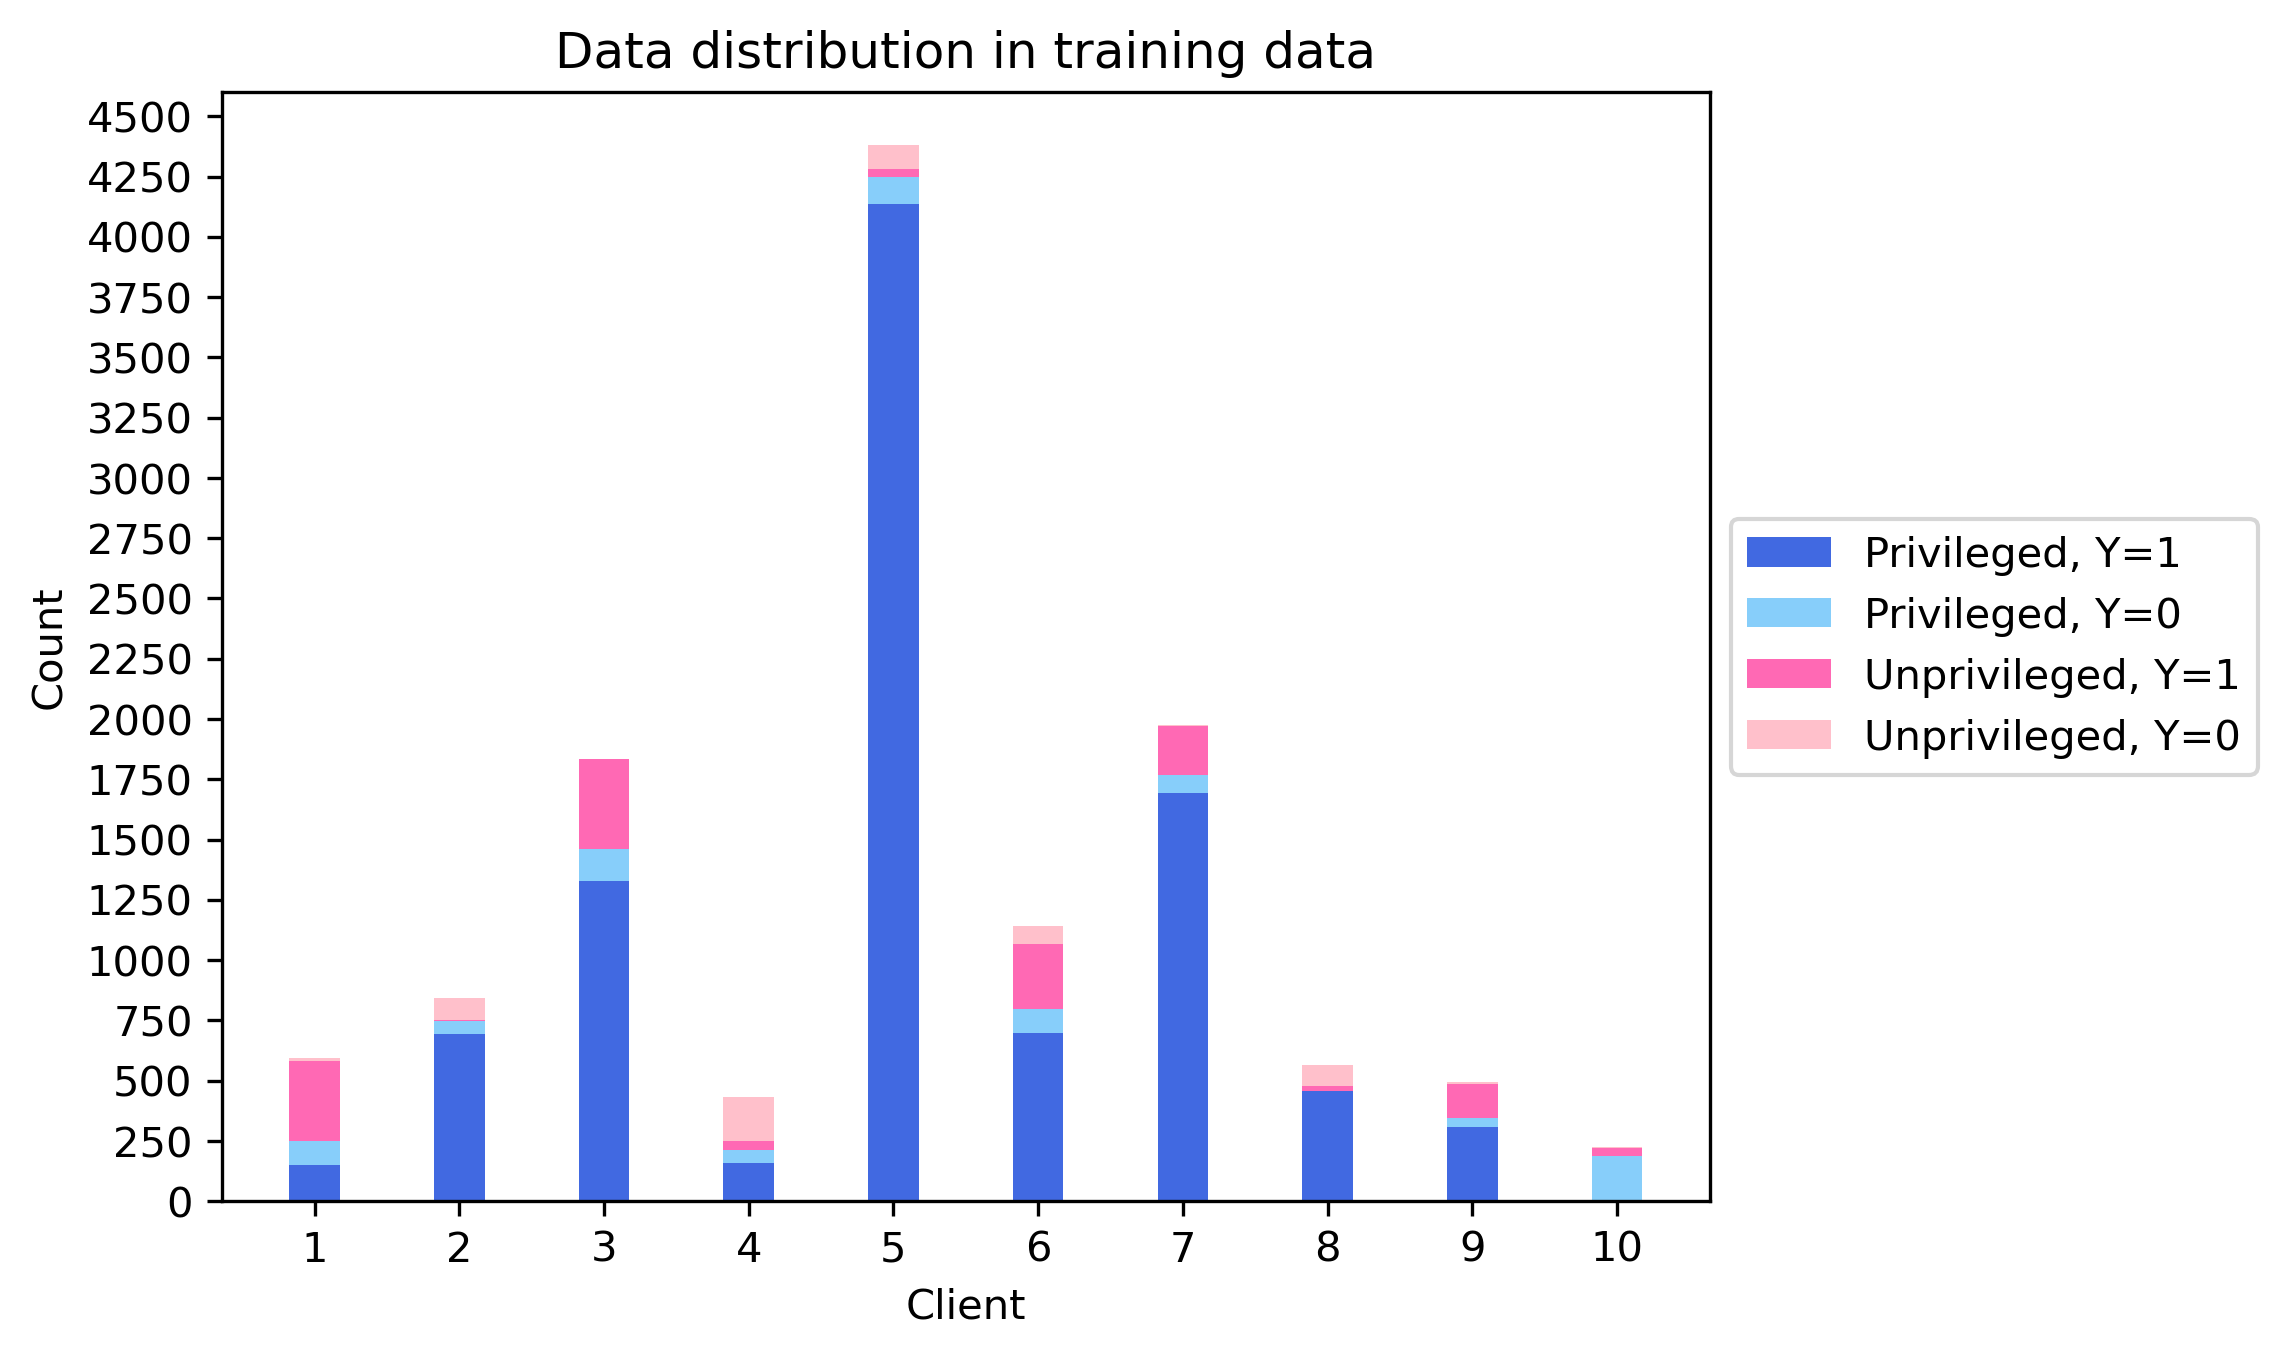 Data distribution in training data
4500
4250
4000
3750
3500
3250
3000
2750
2500
2250
2000
1750
1500
1250
1000
750
500
250
0
Count
1 2 3 4 5 6 7 8 9 10
Client
Privileged, Y=1
Privileged, Y=0
Unprivileged, Y=1
Unprivileged, Y=0